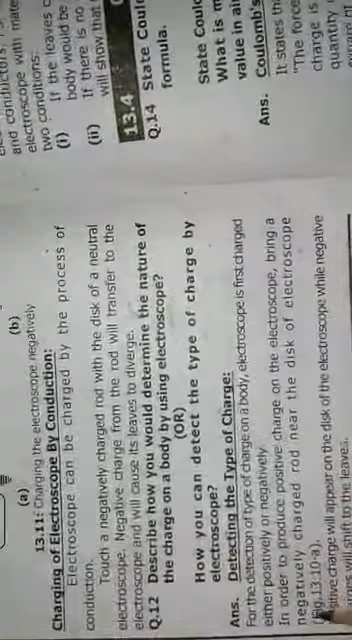 (a)
(b)
13.11: Charging the electroscope negatively
Charging of Electroscope By Conduction:
Electroscope can be charged by the process of
conduction.
Touch a negatively charged rod with the disk of a neutral
electroscope. Negative charge from the rod will transfer to the
electroscope and will cause its leaves to diverge.
Q.12 Describe how you would determine the nature of
the charge on a body by using electroscope?
(OR)
How you can detect the type of charge by
electroscope?
Ans. Detecting the Type of Charge:
For the detection of type of charge on a body, electroscope is first charged
either positively or negatively.
In order to produce positive charge on the electroscope, bring a
negatively charged rod near the disk of electroscope
(Fig.13.10-a).
sitive charge will appear on the disk of the electroscope while negative
arges will shift to the leaves.
and conductors
electroscope with mate
two conditions:
(i) If the leaves
body would be
(ii) If there is no
will show that
13.4
Q.14 State Coul
formula.
State Coul
What is m
value in air
Ans. Coulomb's
It states th
"The force
charge is
quantity